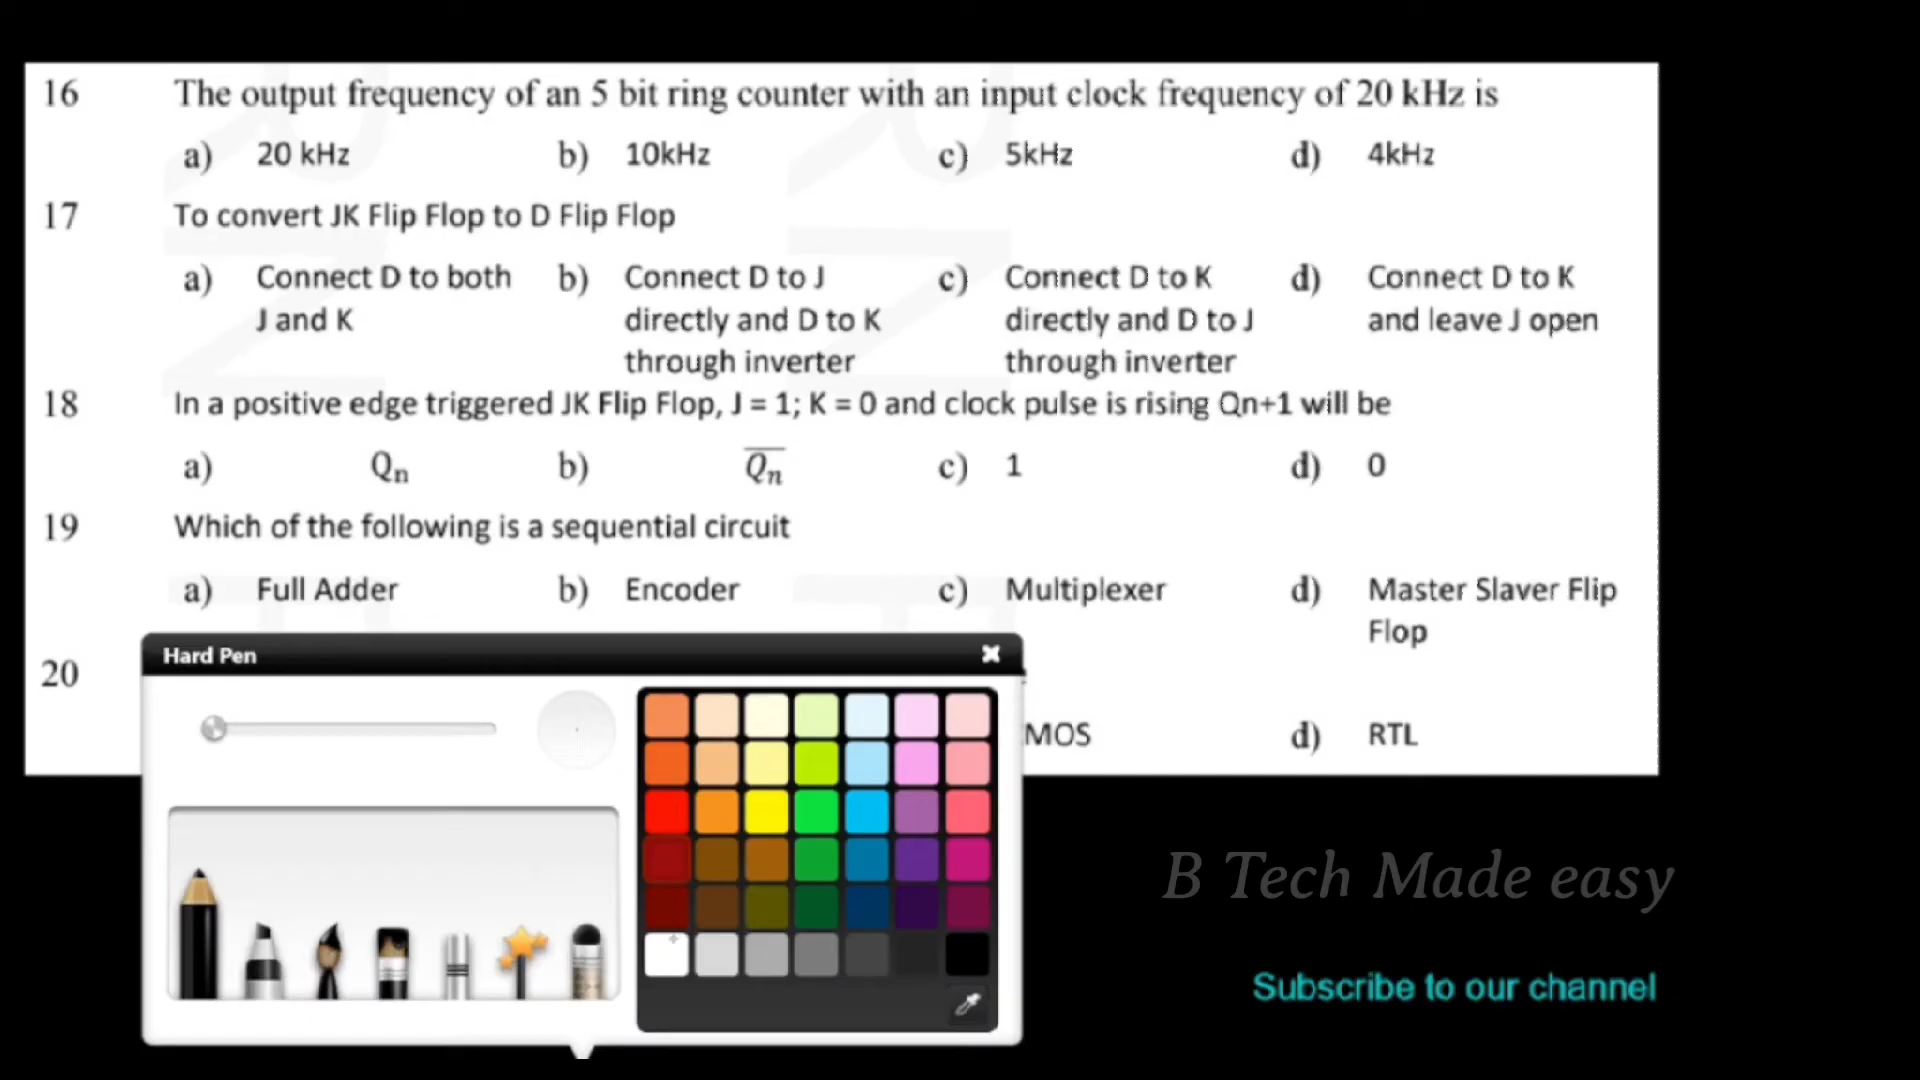 16 The output frequency of an 5 bit ring counter with an input clock frequency of 20 kHz is
a) 20 kHz b) 10kHz c) 5kHz d) 4kHz
17 To convert JK Flip Flop to D Flip Flop
a) Connect D to both b) Connect D to J c) Connect D to K d) Connect D to K
J and K directly and D to K directly and D to J and leave J open
through inverter through inverter
18 In a positive edge triggered JK Flip Flop, J = 1; K = 0 and clock pulse is rising Qn+1 will be
a) Qₙ b) Q̅ₙ c) 1 d) 0
19 Which of the following is a sequential circuit
a) Full Adder b) Encoder c) Multiplexer d) Master Slaver Flip
Flop
Hard Pen
20
MOS d) RTL
B Tech Made easy
Subscribe to our channel